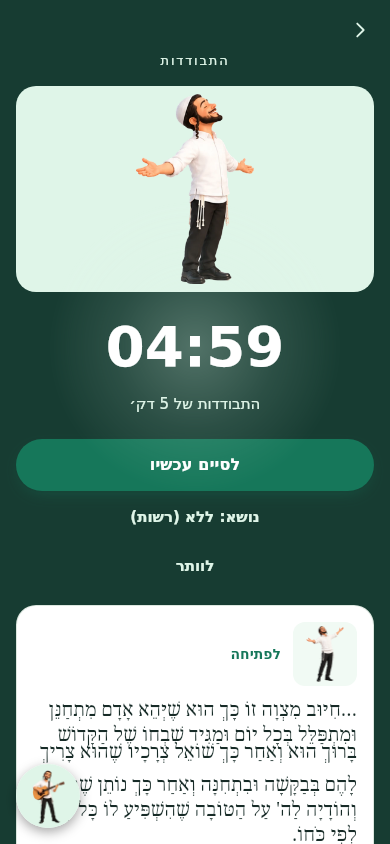 התבודדות
04:59
התבודדות של 5 דק׳
לסיים עכשיו
נושא: ללא (רשות)
לוותר
לפתיחה
...חִיּוּב מִצְוָה זוֹ כָּךְ הוּא שֶׁיְּהֵא אָדָם מִתְחַנֵּן
וּמִתְפַּלֵּל בְּכָל יוֹם וּמַגִּיד שִׁבְחוֹ שֶׁל הַקָּדוֹשׁ
בָּרוּךְ הוּא וְאַחַר כָּךְ שׁוֹאֵל צְרָכָיו שֶׁהוּא צָרִיךְ
לָהֶם בְּבַקָּשָׁה וּבִתְחִנָּה וְאַחַר כָּךְ נוֹתֵן
וְהוֹדָיָה לַה' עַל הַטּוֹבָה שֶׁהִשְׁפִּיעַ לוֹ כָּל
לְפִי כֹּחוֹ.